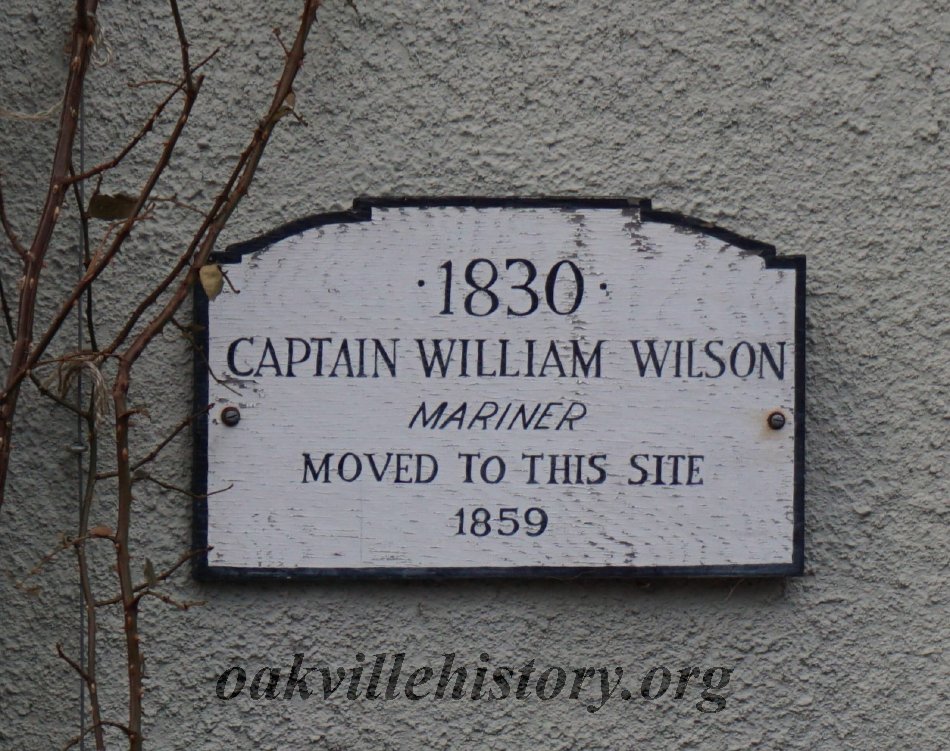 · 1830 ·
CAPTAIN WILLIAM WILSON
MARINER
MOVED TO THIS SITE
1859
oakvillehistory.org